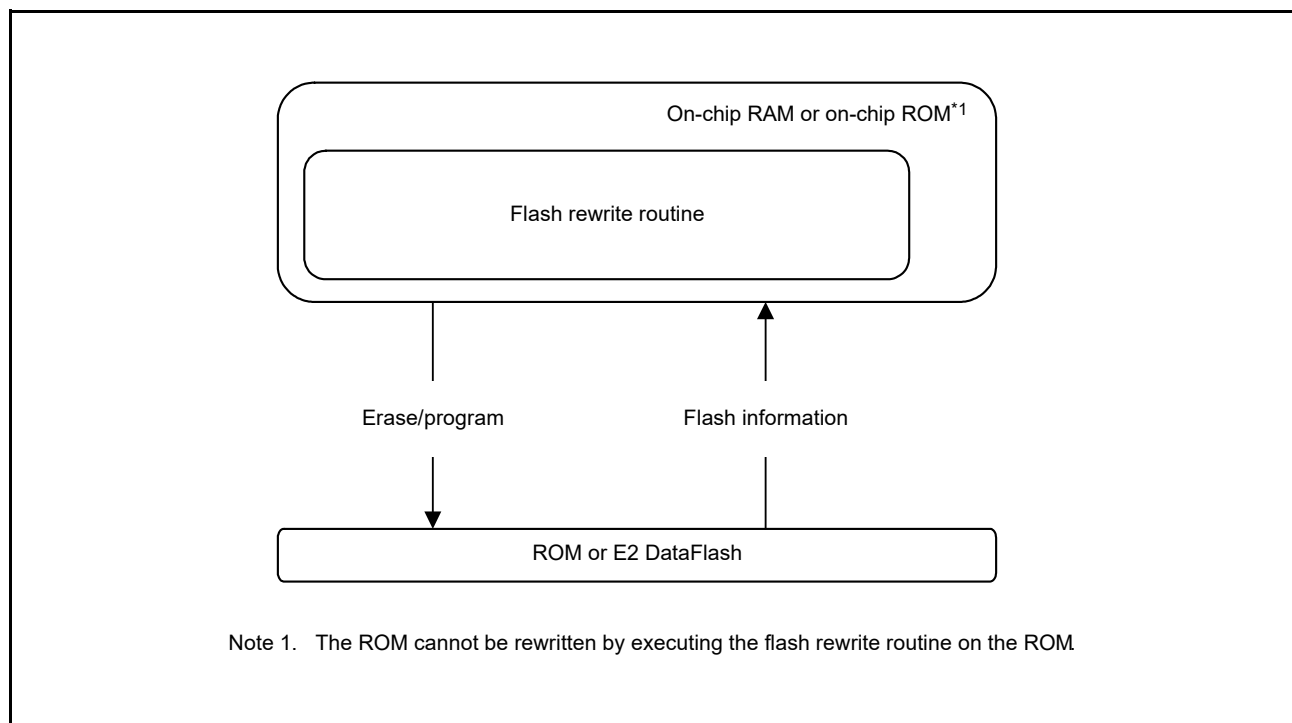 On-chip RAM or on-chip ROM*1
Flash rewrite routine
Erase/program
Flash information
ROM or E2 DataFlash
Note 1. The ROM cannot be rewritten by executing the flash rewrite routine on the ROM.